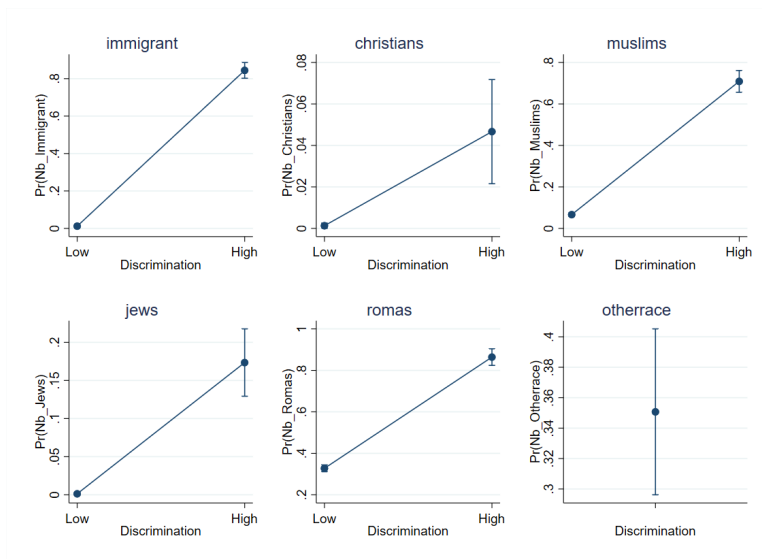 immigrant
Pr(Nb_Immigrant)
.8
.6
.4
.2
0
Low High
Discrimination
christians
Pr(Nb_Christians)
.08
.06
.04
.02
0
Low High
Discrimination
muslims
Pr(Nb_Muslims)
.8
.6
.4
.2
0
Low High
Discrimination
jews
Pr(Nb_Jews)
.2
.15
.1
.05
0
Low High
Discrimination
romas
Pr(Nb_Romas)
1
.8
.6
.4
.2
Low High
Discrimination
otherrace
Pr(Nb_Otherrace)
.4
.38
.36
.34
.32
.3
Discrimination